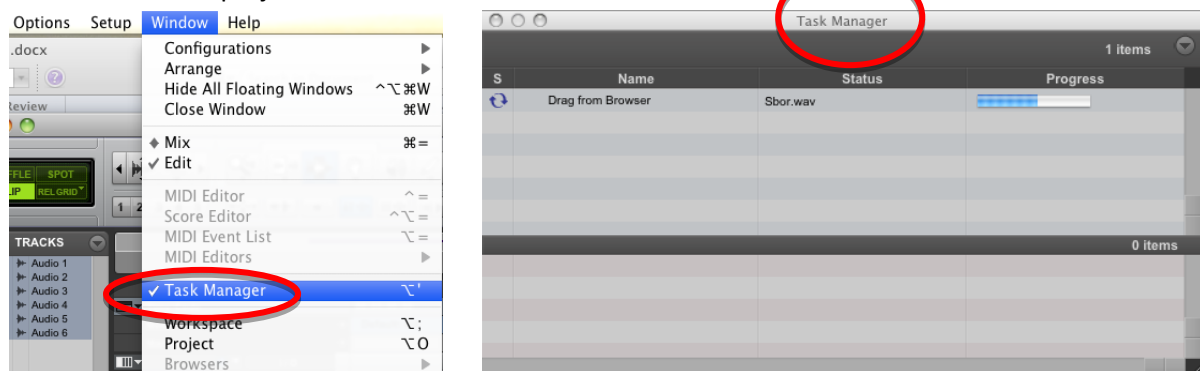 Options Setup Window Help
.docx
Review
SPOT
REL GRID
1 2
TRACKS
Audio 1
Audio 2
Audio 3
Audio 4
Audio 5
Audio 6
Configurations
Arrange
Hide All Floating Windows ⌃⌥⌘W
Close Window ⌘W
Mix ⌘=
✓ Edit
MIDI Editor ⌃=
Score Editor ⌃⌥=
MIDI Event List ⌥=
MIDI Editors
✓ Task Manager ⌥'
Workspace ⌥;
Project ⌥O
Browsers
Task Manager
1 items
S Name Status Progress
Drag from Browser Sbor.wav
0 items